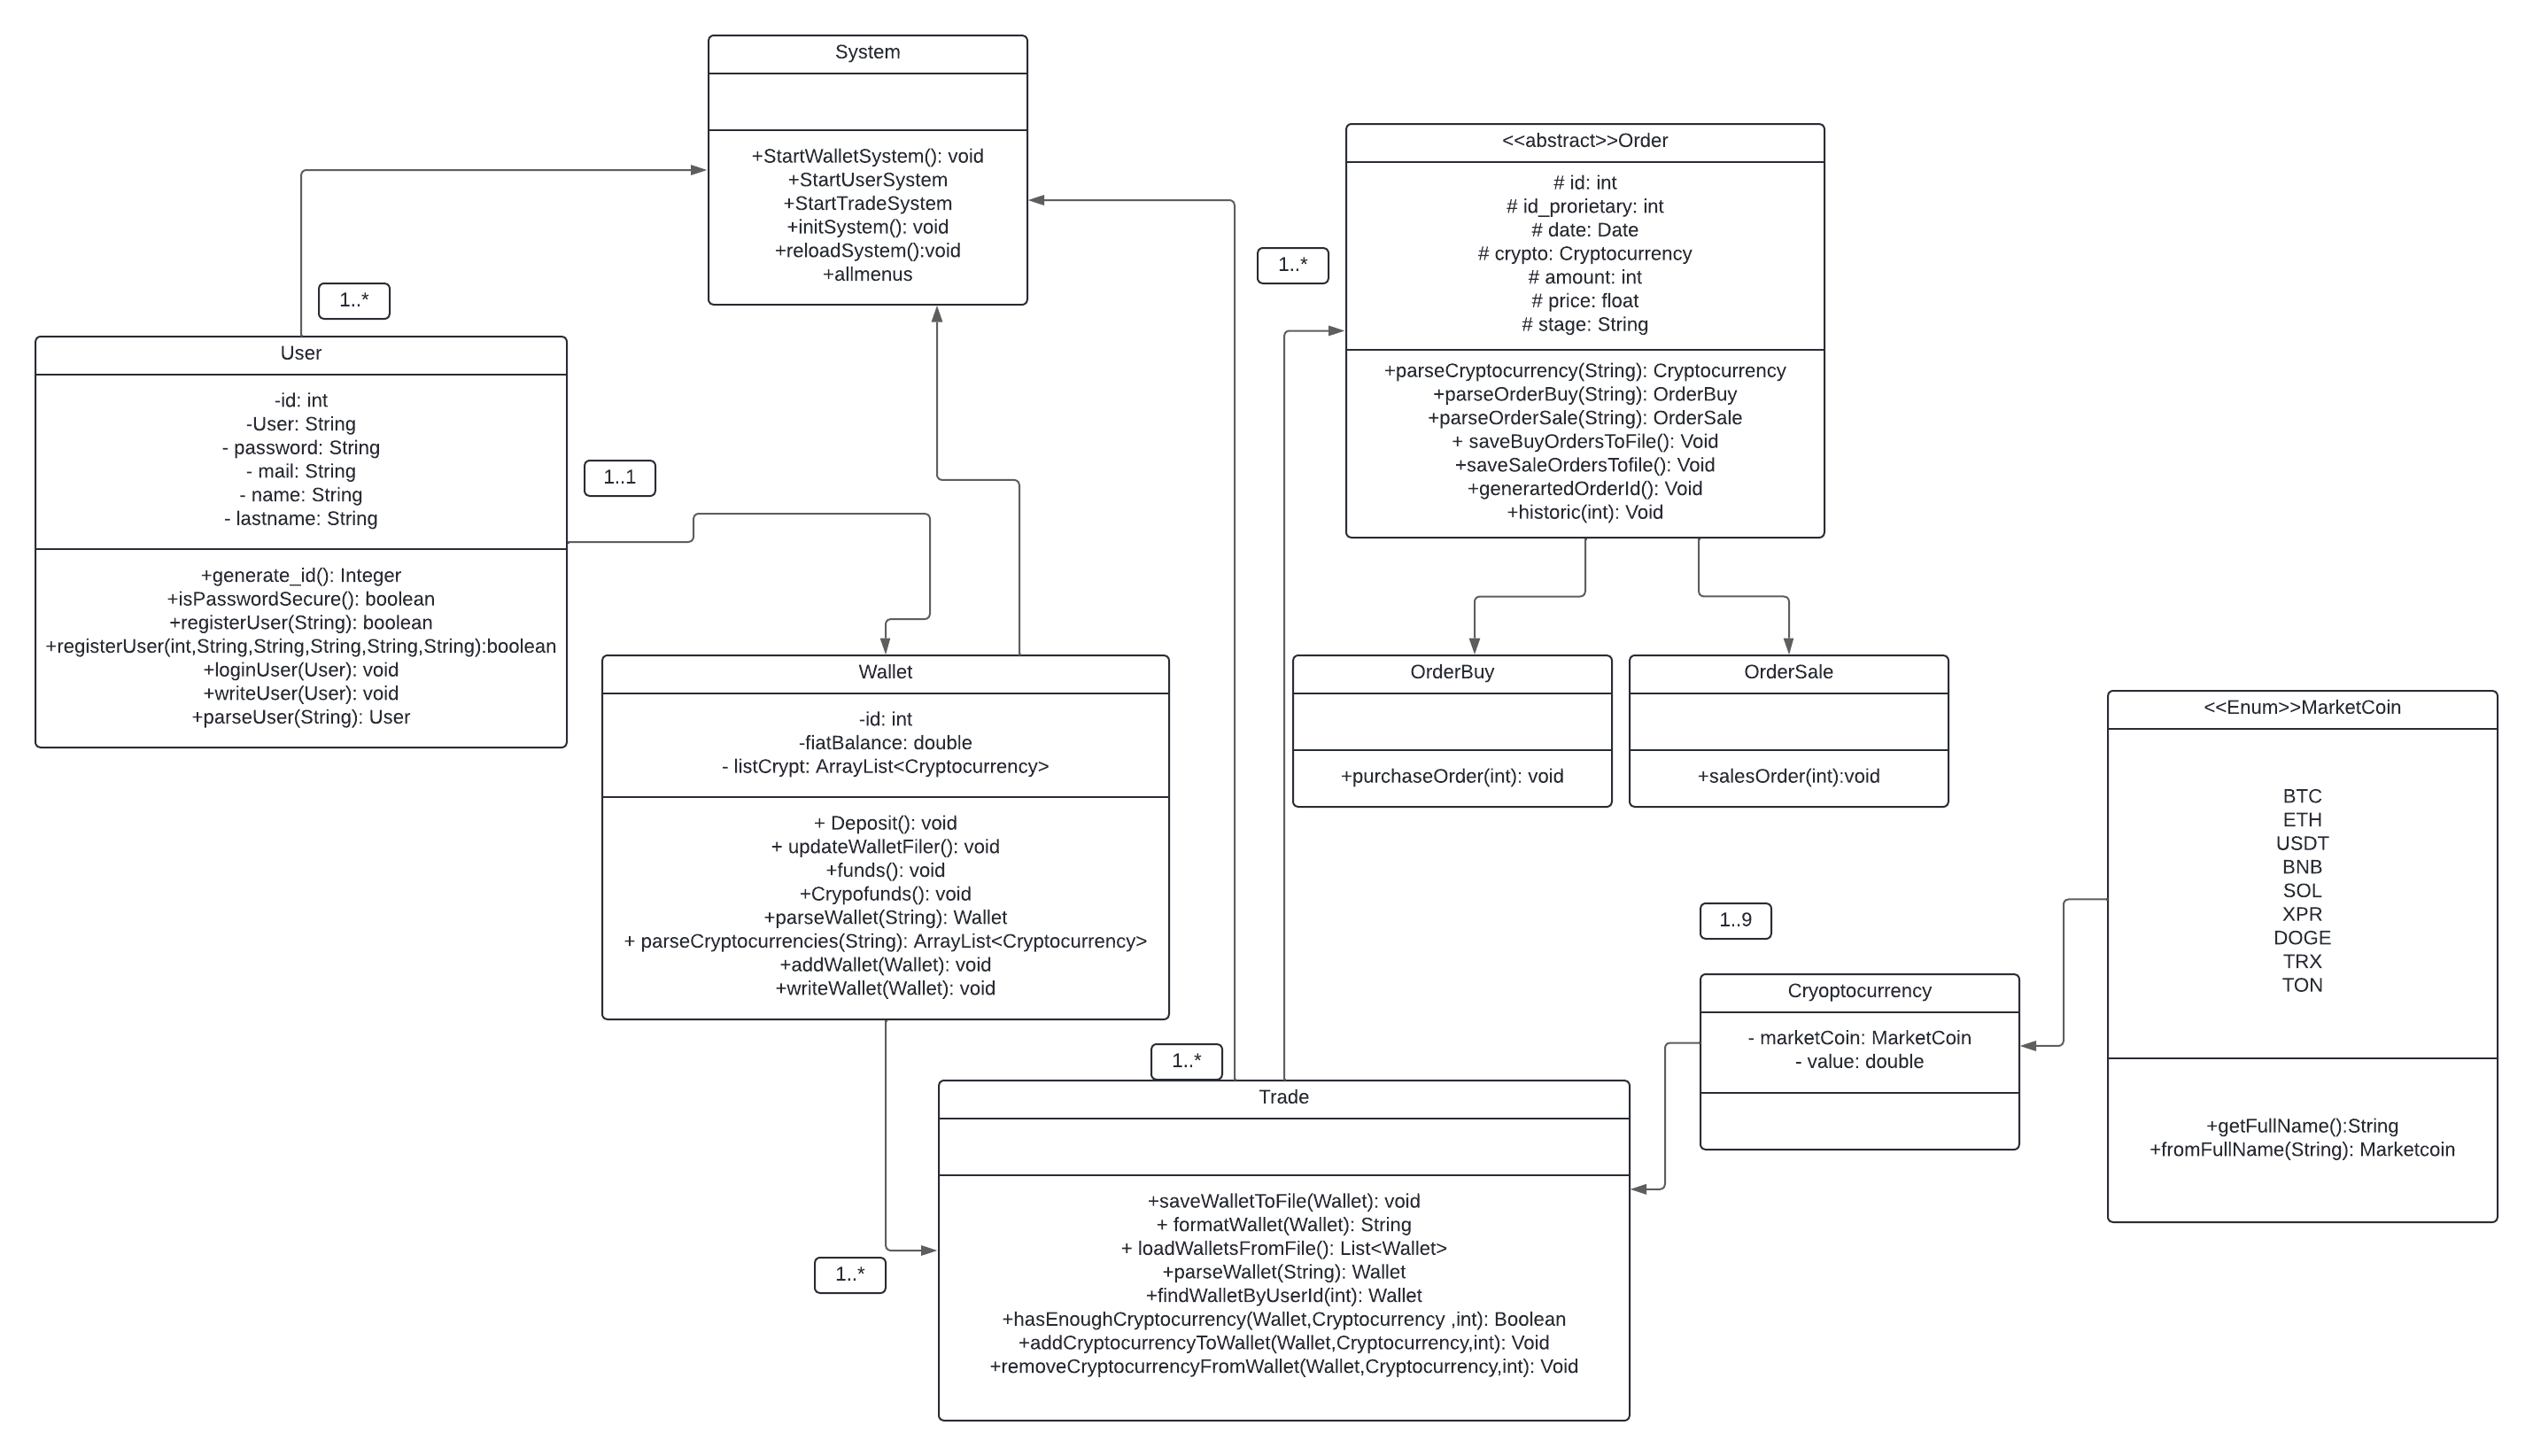 System
+StartWalletSystem(): void
+StartUserSystem
+StartTradeSystem
+initSystem(): void
+reloadSystem():void
+allmenus
<<abstract>>Order
# id: int
# id_prorietary: int
# date: Date
# crypto: Cryptocurrency
# amount: int
# price: float
# stage: String
+parseCryptocurrency(String): Cryptocurrency
+parseOrderBuy(String): OrderBuy
+parseOrderSale(String): OrderSale
+ saveBuyOrdersToFile(): Void
+saveSaleOrdersTofile(): Void
+generartedOrderId(): Void
+historic(int): Void
1..*
1..*
User
-id: int
-User: String
- password: String
- mail: String
- name: String
- lastname: String
+generate_id(): Integer
+isPasswordSecure(): boolean
+registerUser(String): boolean
+registerUser(int,String,String,String,String,String):boolean
+loginUser(User): void
+writeUser(User): void
+parseUser(String): User
1..1
Wallet
-id: int
-fiatBalance: double
- listCrypt: ArrayList<Cryptocurrency>
+ Deposit(): void
+ updateWalletFiler(): void
+funds(): void
+Crypofunds(): void
+parseWallet(String): Wallet
+ parseCryptocurrencies(String): ArrayList<Cryptocurrency>
+addWallet(Wallet): void
+writeWallet(Wallet): void
OrderBuy
+purchaseOrder(int): void
OrderSale
+salesOrder(int):void
<<Enum>>MarketCoin
BTC
ETH
USDT
BNB
SOL
XPR
DOGE
TRX
TON
+getFullName():String
+fromFullName(String): Marketcoin
1..9
Cryoptocurrency
- marketCoin: MarketCoin
- value: double
1..*
Trade
+saveWalletToFile(Wallet): void
+ formatWallet(Wallet): String
+ loadWalletsFromFile(): List<Wallet>
+parseWallet(String): Wallet
+findWalletByUserId(int): Wallet
+hasEnoughCryptocurrency(Wallet,Cryptocurrency ,int): Boolean
+addCryptocurrencyToWallet(Wallet,Cryptocurrency,int): Void
+removeCryptocurrencyFromWallet(Wallet,Cryptocurrency,int): Void
1..*